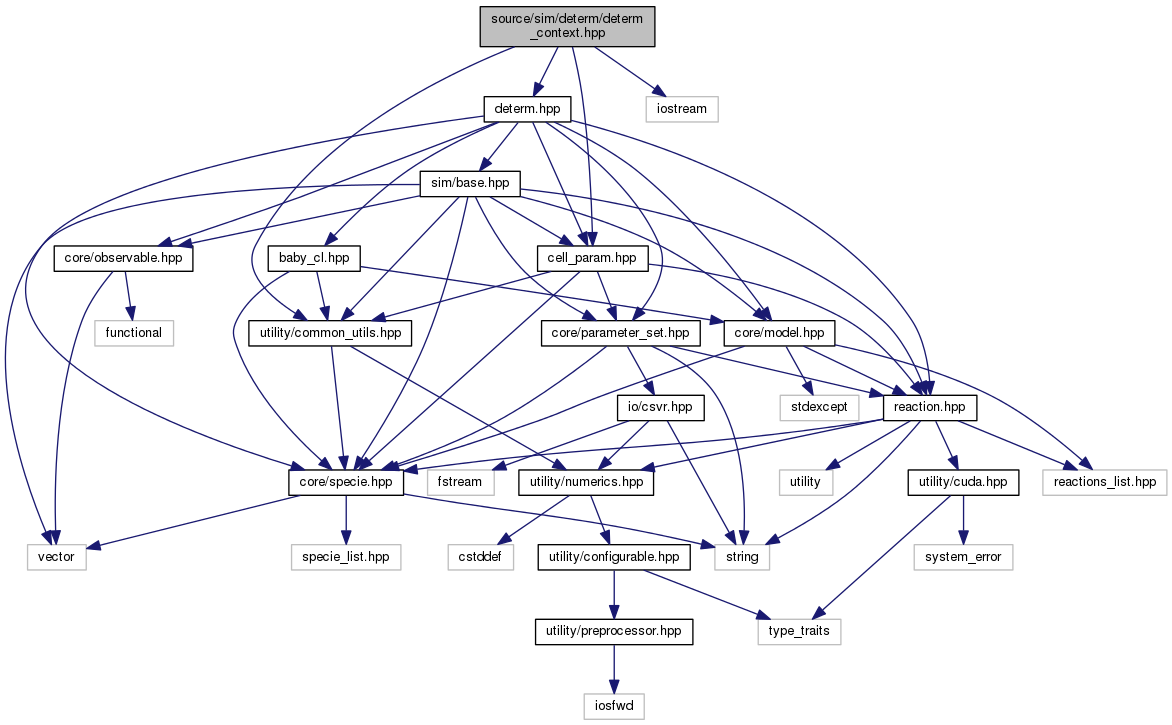 source/sim/determ/determ
_context.hpp
determ.hpp
iostream
sim/base.hpp
core/observable.hpp
baby_cl.hpp
cell_param.hpp
functional
utility/common_utils.hpp
core/parameter_set.hpp
core/model.hpp
io/csvr.hpp
stdexcept
reaction.hpp
core/specie.hpp
fstream
utility/numerics.hpp
utility
utility/cuda.hpp
reactions_list.hpp
vector
specie_list.hpp
cstddef
utility/configurable.hpp
string
system_error
utility/preprocessor.hpp
type_traits
iosfwd